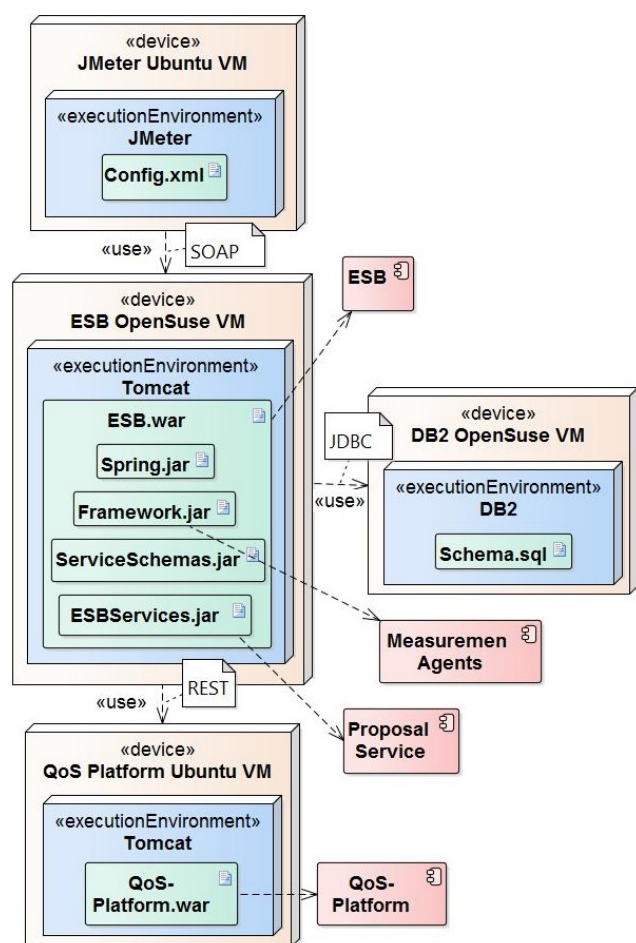 «device»
JMeter Ubuntu VM
«executionEnvironment»
JMeter
Config.xml
«use»
SOAP
«device»
ESB OpenSuse VM
«executionEnvironment»
Tomcat
ESB.war
Spring.jar
Framework.jar
ServiceSchemas.jar
ESBServices.jar
ESB
JDBC
«use»
«device»
DB2 OpenSuse VM
«executionEnvironment»
DB2
Schema.sql
Measuremen
Agents
Proposal
Service
«use»
REST
«device»
QoS Platform Ubuntu VM
«executionEnvironment»
Tomcat
QoS-
Platform.war
QoS-
Platform